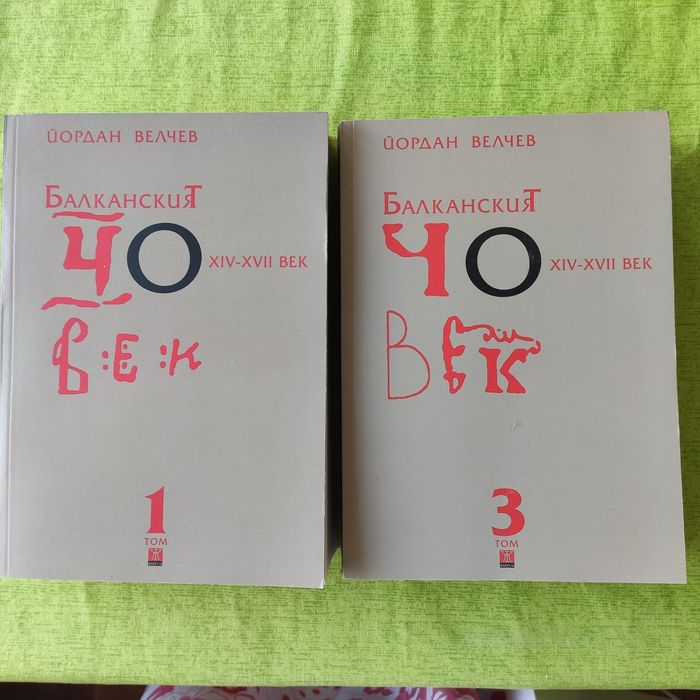 ЙОРДАН ВЕЛЧЕВ
БАЛКАНСКИЯТ
ЧО XIV-XVII ВЕК
В:Е:К
1
ТОМ
ЙОРДАН ВЕЛЧЕВ
БАЛКАНСКИЯТ
ЧО XIV-XVII ВЕК
ВЕК
3
ТОМ